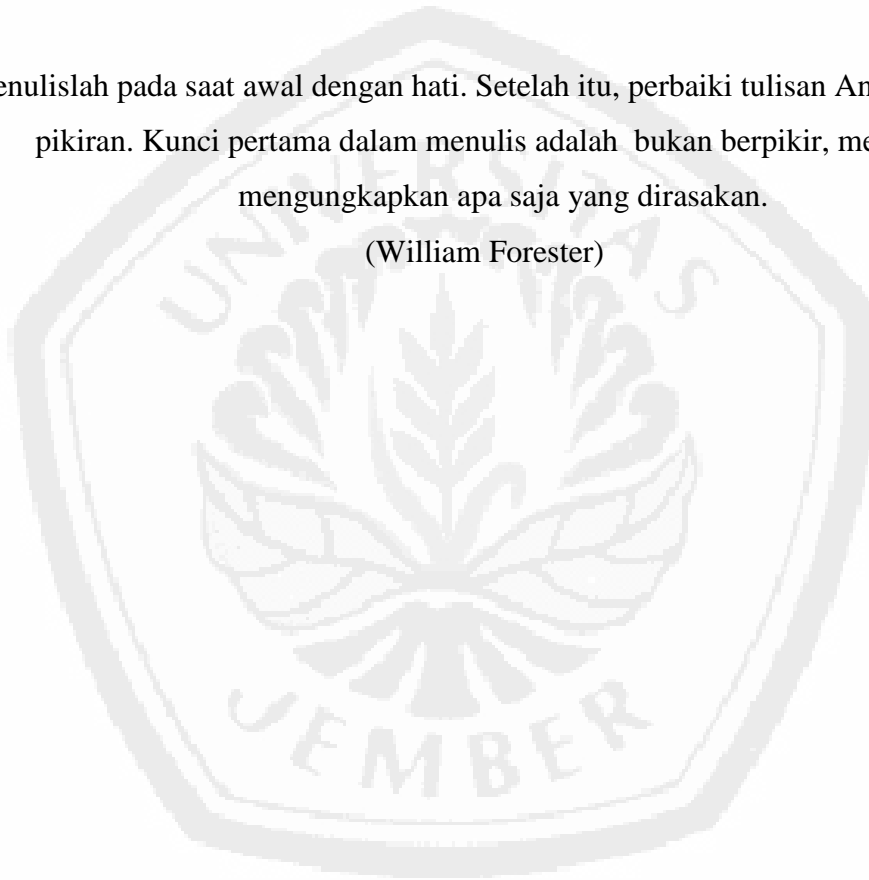 enulislah pada saat awal dengan hati. Setelah itu, perbaiki tulisan An
pikiran. Kunci pertama dalam menulis adalah bukan berpikir, me
mengungkapkan apa saja yang dirasakan.
(William Forester)
UNIVERSITAS
JEMBER